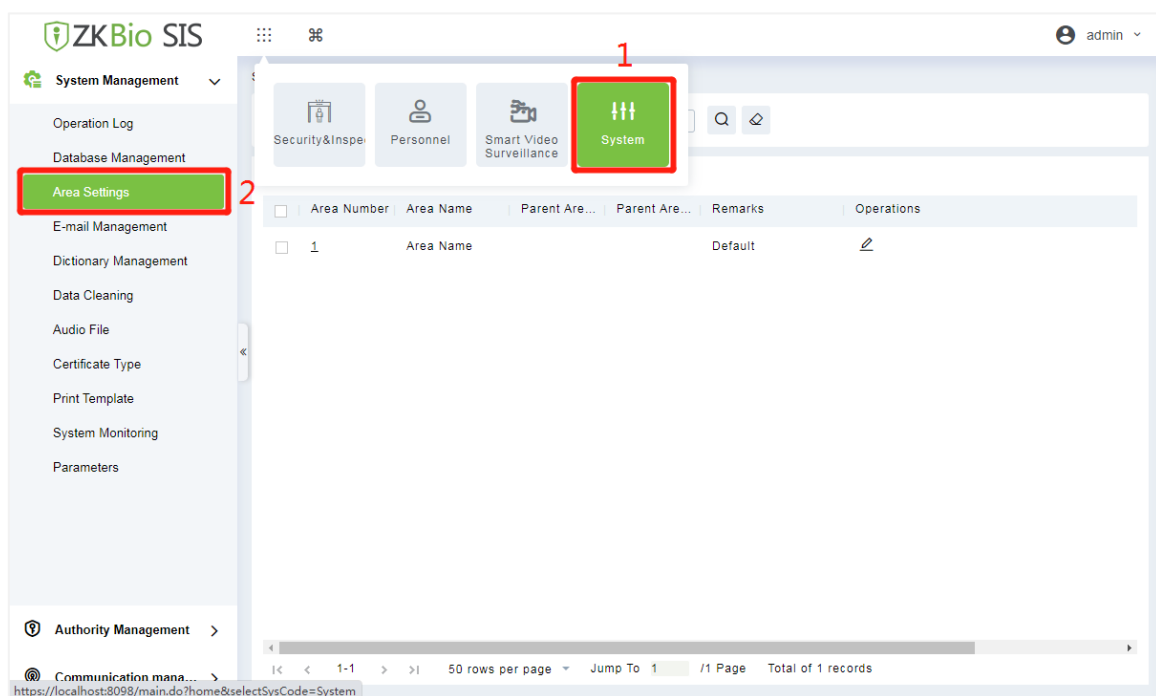 ZKBio SIS
admin
1
System Management
Security&Inspe
Personnel
Smart Video
Surveillance
System
Operation Log
Database Management
Area Settings
2
E-mail Management
Dictionary Management
Data Cleaning
Audio File
Certificate Type
Print Template
System Monitoring
Parameters
Area Number Area Name Parent Are... Parent Are... Remarks Operations
1 Area Name Default
Authority Management
Communication mana...
1-1 50 rows per page Jump To 1 /1 Page Total of 1 records
https://localhost:8098/main.do?home&selectSysCode=System